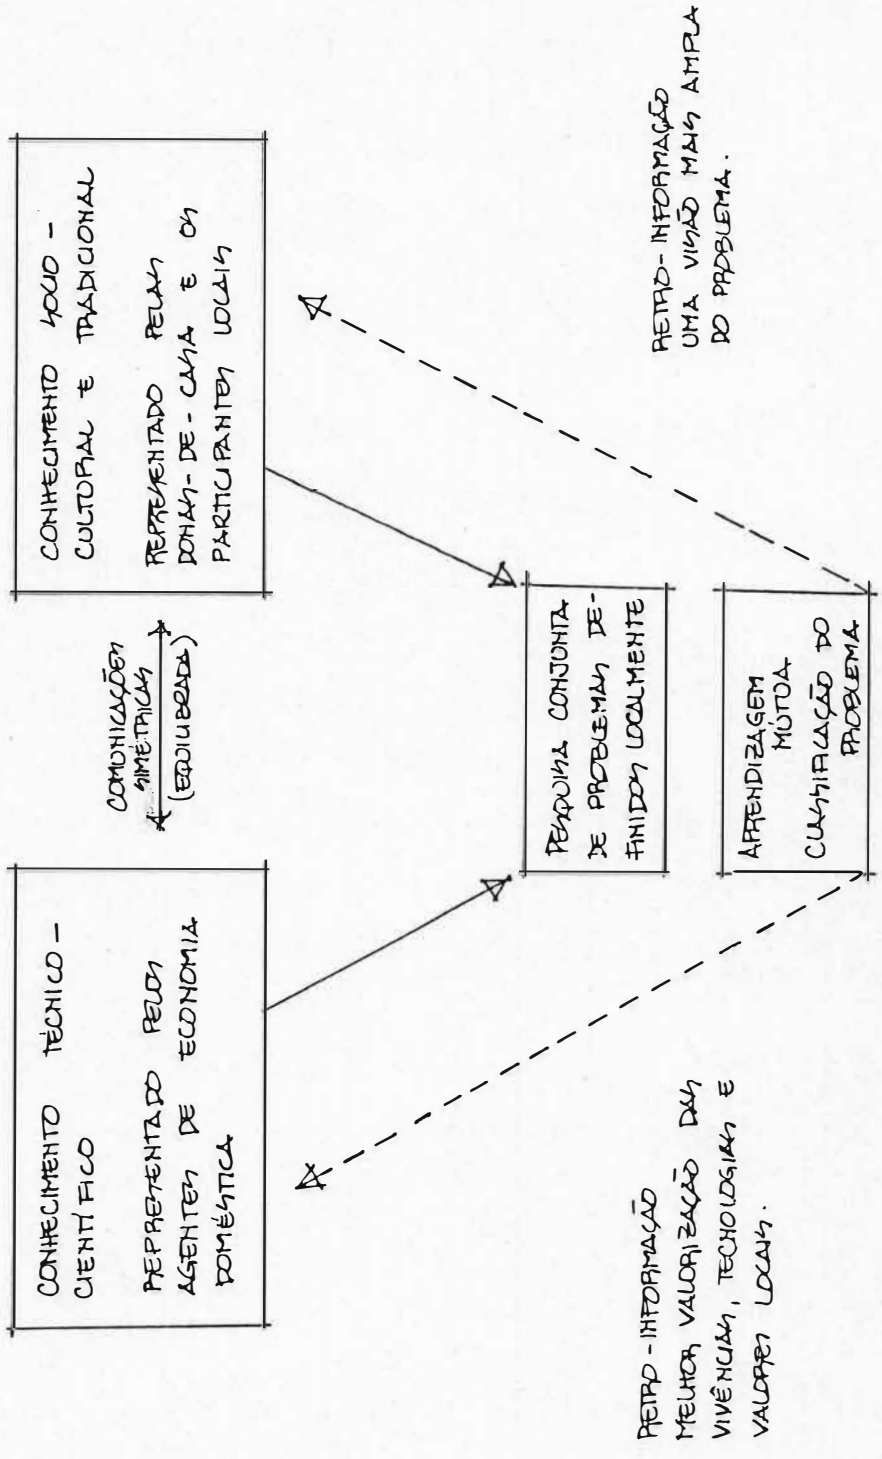 CONHECIMENTO TÉCNICO-
CIENTÍFICO
REPRESENTADO PELOS
AGENTES DE ECONOMIA
DOMÉSTICA
COMUNICAÇÕES
SIMÉTRICAS
(EQUILIBRADA)
CONHECIMENTO SÓCIO-
CULTURAL E TRADICIONAL
REPRESENTADO PELAS
DONAS-DE-CASA E OS
PARTICIPANTES LOCAIS
PESQUISA CONJUNTA
DE PROBLEMAS DE-
FINIDOS LOCALMENTE
APRENDIZAGEM
MÚTUA
CLASSIFICAÇÃO DO
PROBLEMA
RETRO-INFORMAÇÃO
MELHOR VALORIZAÇÃO DAS
VIVÊNCIAS, TECNOLOGIAS E
VALORES LOCAIS.
RETRO-INFORMAÇÃO
UMA VISÃO MAIS AMPLA
DO PROBLEMA.